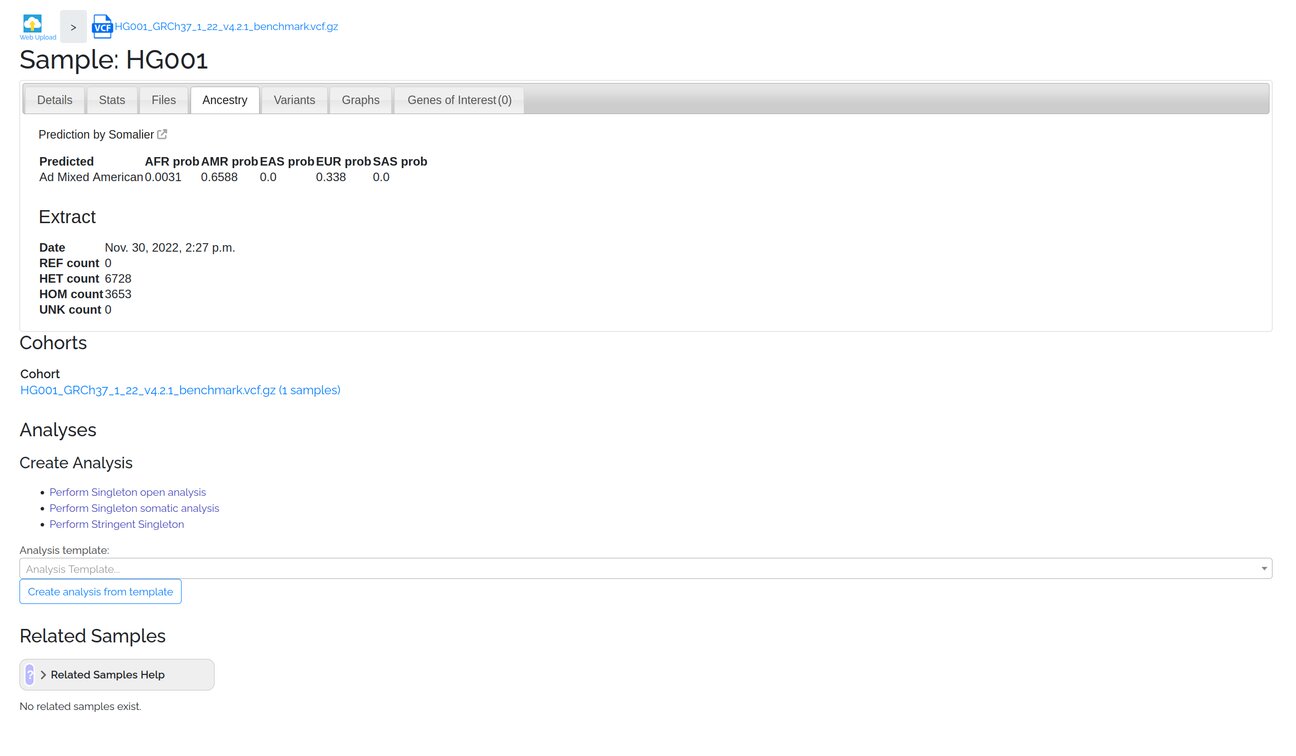 Web Upload > VCF HG001_GRCh37_1_22_v4.2.1_benchmark.vcf.gz
Sample: HG001
Details Stats Files Ancestry Variants Graphs Genes of Interest (0)
Prediction by Somalier
Predicted AFR prob AMR prob EAS prob EUR prob SAS prob
Ad Mixed American 0.0031 0.6588 0.0 0.338 0.0
Extract
Date Nov. 30, 2022, 2:27 p.m.
REF count 0
HET count 6728
HOM count 3653
UNK count 0
Cohorts
Cohort
HG001_GRCh37_1_22_v4.2.1_benchmark.vcf.gz (1 samples)
Analyses
Create Analysis
Perform Singleton open analysis
Perform Singleton somatic analysis
Perform Stringent Singleton
Analysis template:
Analysis Template...
Create analysis from template
Related Samples
? > Related Samples Help
No related samples exist.